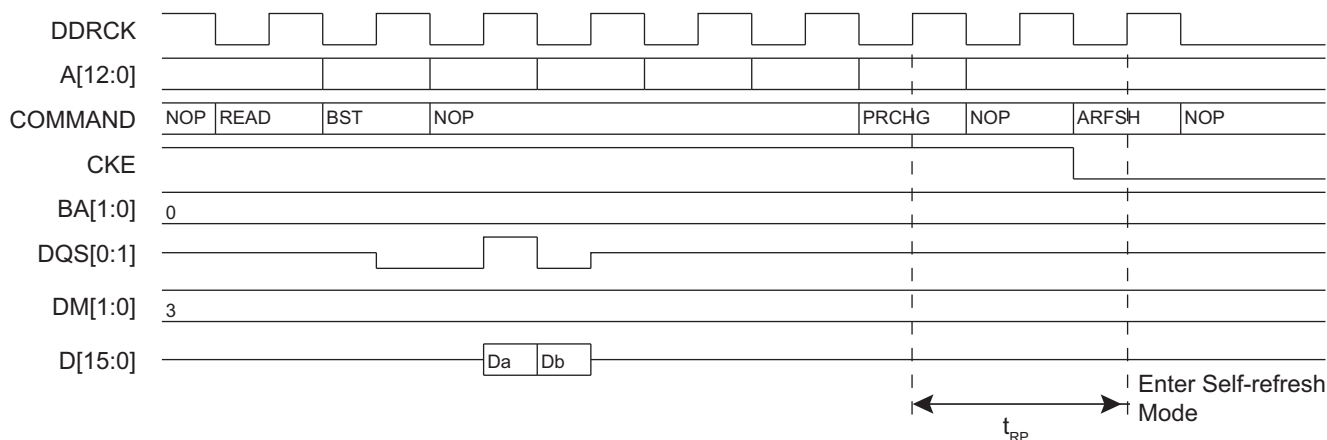 DDRCK
A[12:0]
COMMAND NOP READ BST NOP PRCHG NOP ARFSH NOP
CKE
BA[1:0] 0
DQS[0:1]
DM[1:0] 3
D[15:0] Da Db
Enter Self-refresh
Mode
tRP